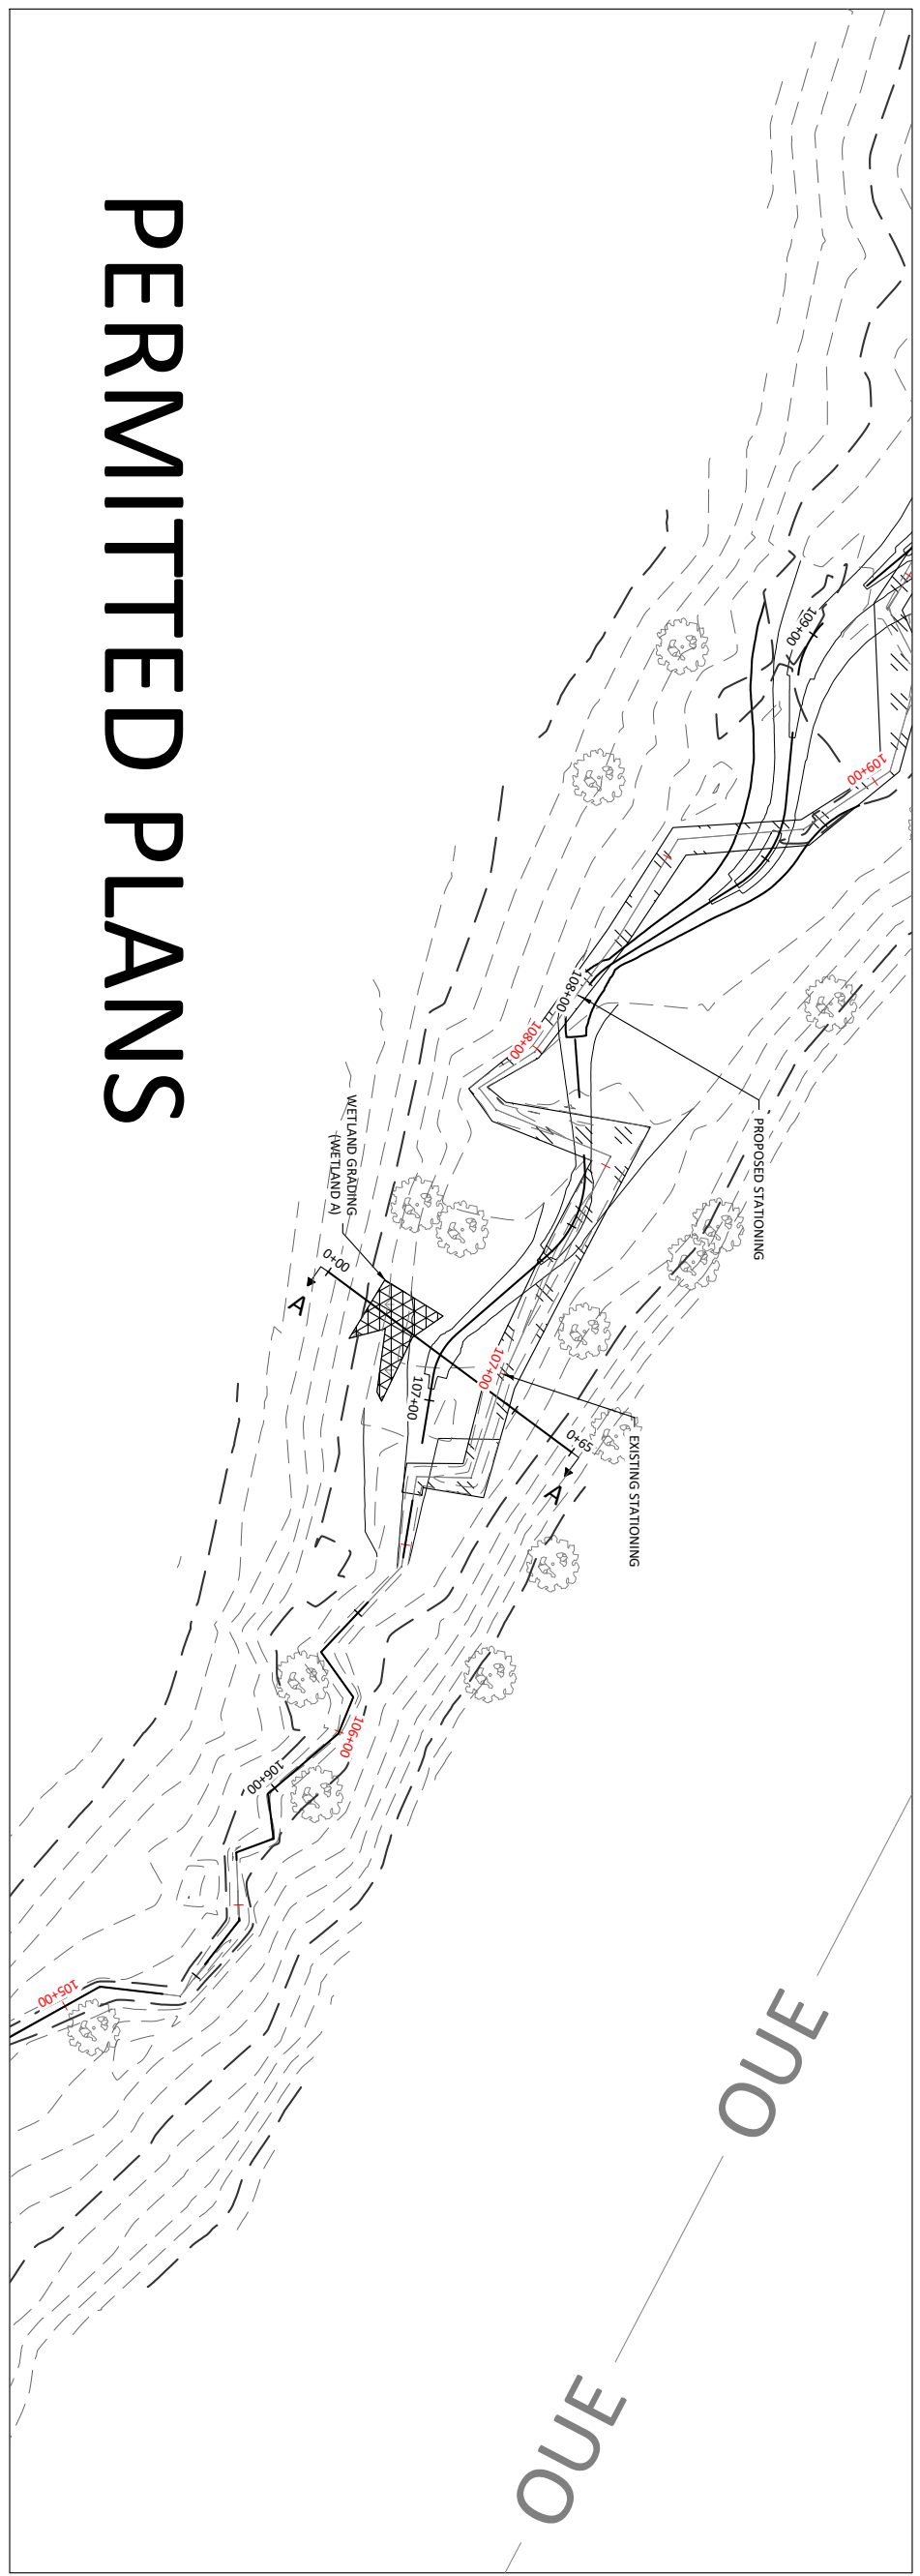 PERMITTED PLANS
109+00
109+00
108+00
108+00
PROPOSED STATIONING
WETLAND GRADING
(WETLAND A)
0+00
A
107+00
107+00
EXISTING STATIONING
0+65
A
106+00
106+00
105+00
OUE
OUE